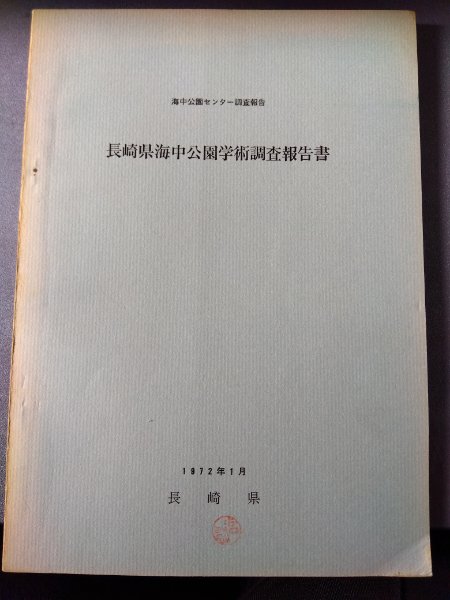 海中公園センター調査報告
長崎県海中公園学術調査報告書
1972年1月
長崎県